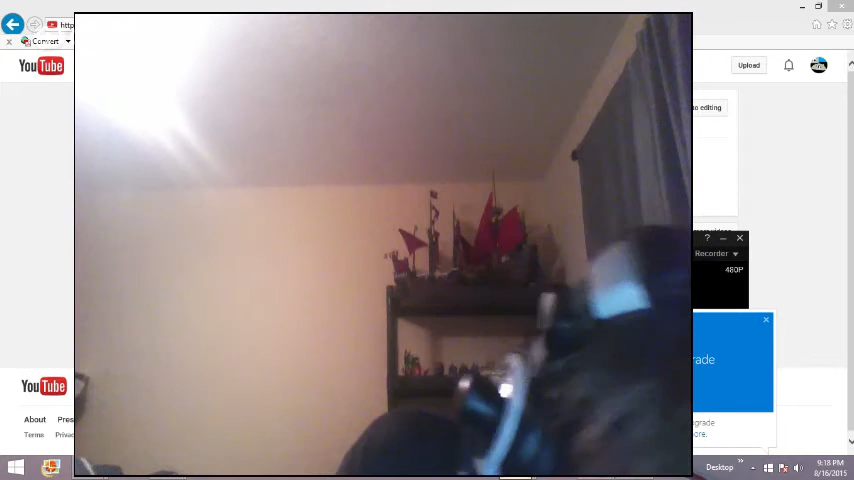 http
Convert
YouTube
Upload
to editing
Recorder
480P
rade
YouTube
grade
ore.
About Pres
Terms Privac
Desktop
9:18 PM
8/16/2015